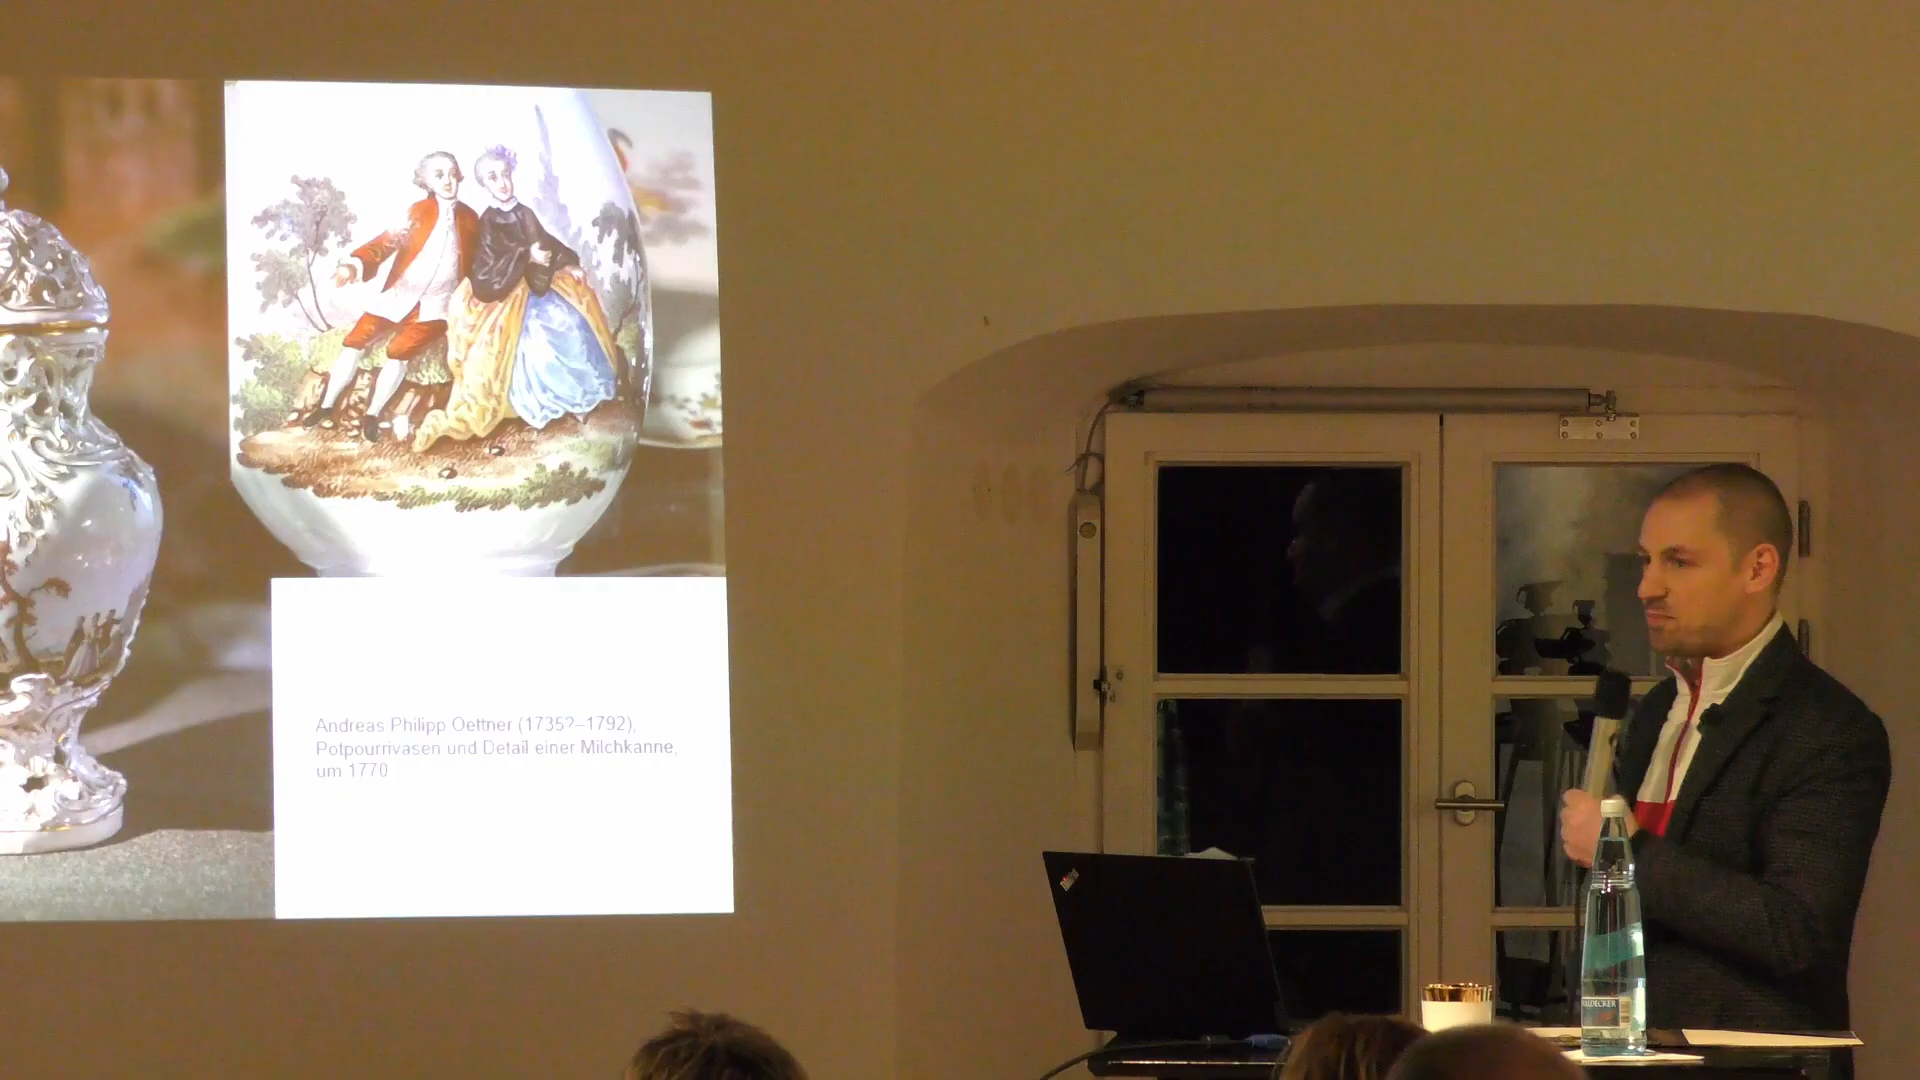 Andreas Philipp Oettner (1735?–1792),
Potpourrivasen und Detail einer Milchkanne,
um 1770